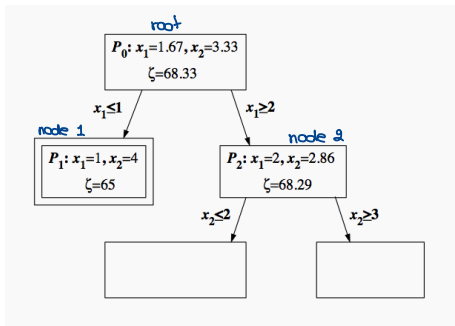 root
P₀: x₁=1.67, x₂=3.33
ζ=68.33
x₁≤1
x₁≥2
node 1
node 2
P₁: x₁=1, x₂=4
ζ=65
P₂: x₁=2, x₂=2.86
ζ=68.29
x₂≤2
x₂≥3